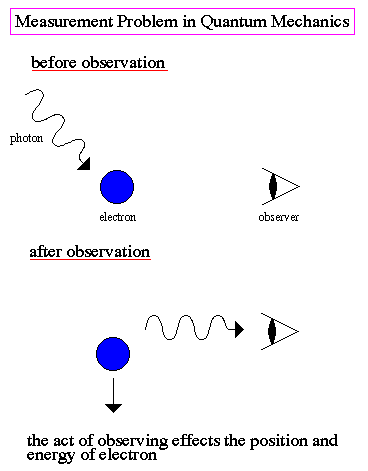 Measurement Problem in Quantum Mechanics
before observation
photon
electron
observer
after observation
the act of observing effects the position and
energy of electron